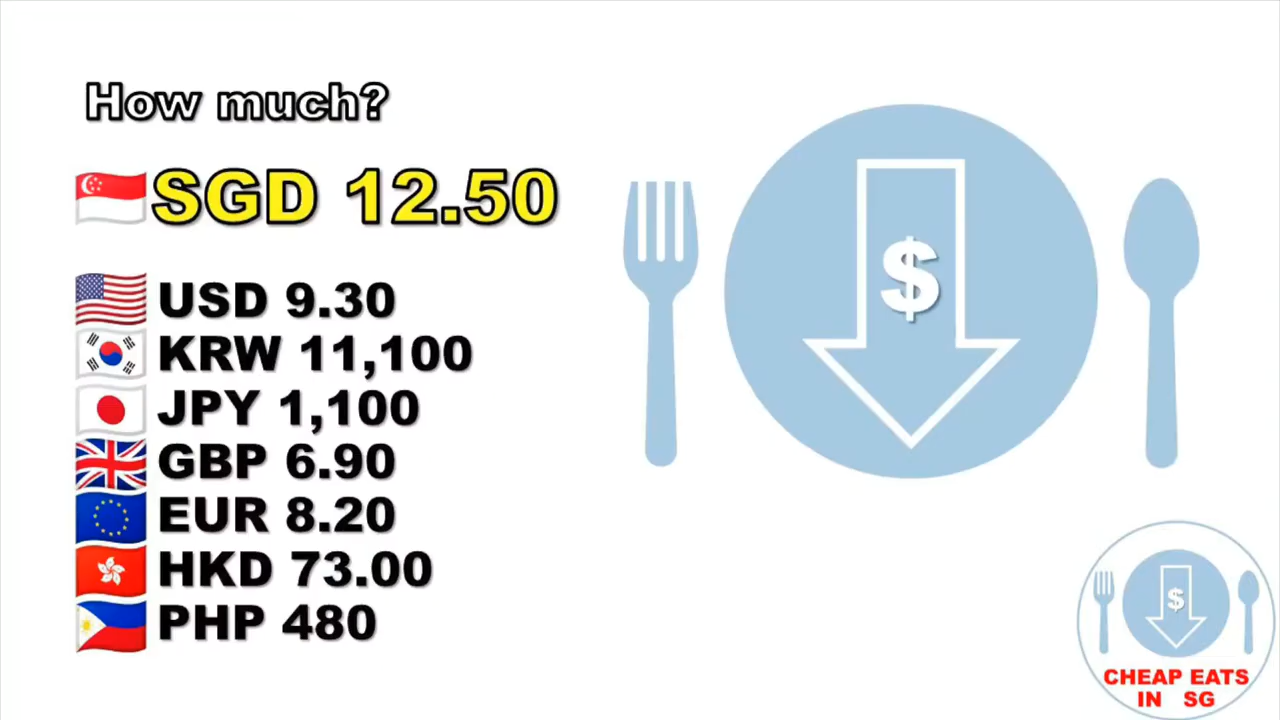 How much?
SGD 12.50
USD 9.30
KRW 11,100
JPY 1,100
GBP 6.90
EUR 8.20
HKD 73.00
PHP 480
$
$
CHEAP EATS
IN SG